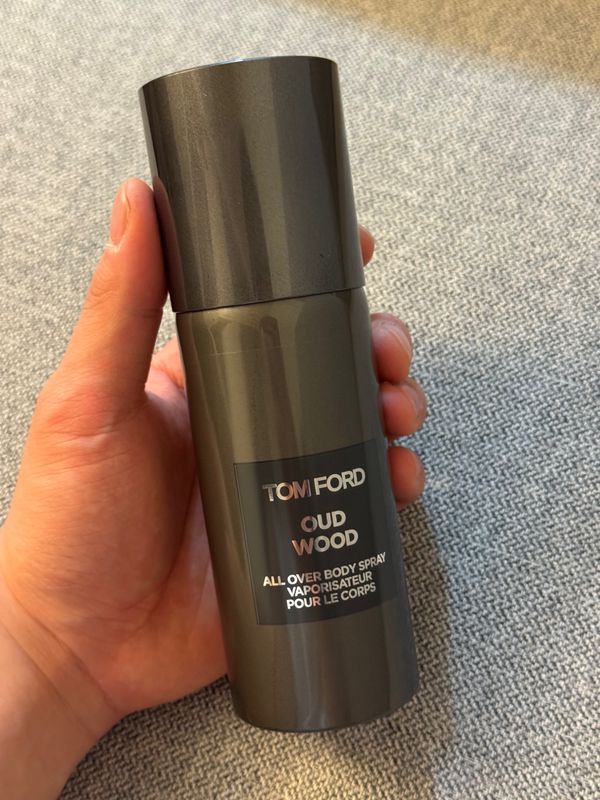 TOM FORD
OUD
WOOD
ALL OVER BODY SPRAY
VAPORISATEUR
POUR LE CORPS